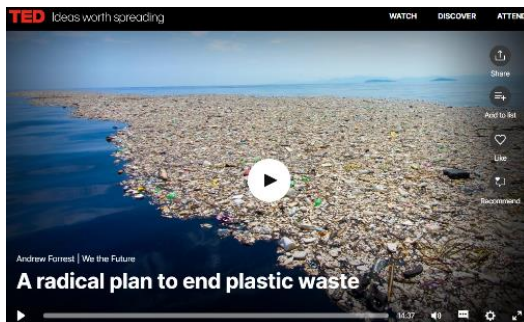 TED Ideas worth spreading
WATCH DISCOVER ATTEND
Share
Add to list
Like
Recommend
Andrew Forrest | We the Future
A radical plan to end plastic waste
14:37